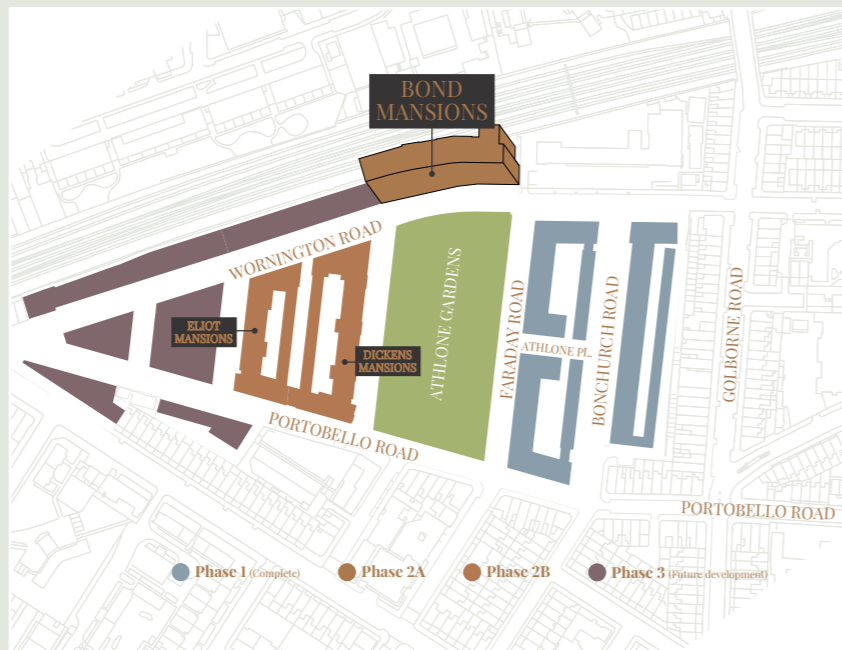 BOND
MANSIONS
WORNINGTON ROAD
ELIOT
MANSIONS
DICKENS
MANSIONS
ATHLONE GARDENS
FARADAY ROAD
ATHLONE PL.
BONCHURCH ROAD
GOLBORNE ROAD
PORTOBELLO ROAD
PORTOBELLO ROAD
Phase 1 (Complete) Phase 2A Phase 2B Phase 3 (Future development)